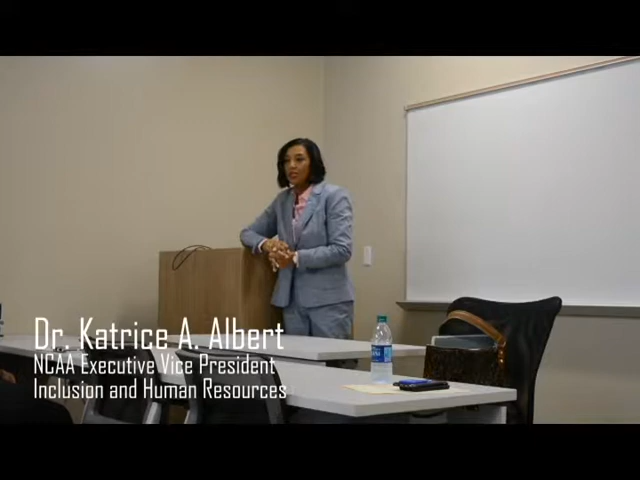 Dr. Katrice A. Albert
NCAA Executive Vice President
Inclusion and Human Resources